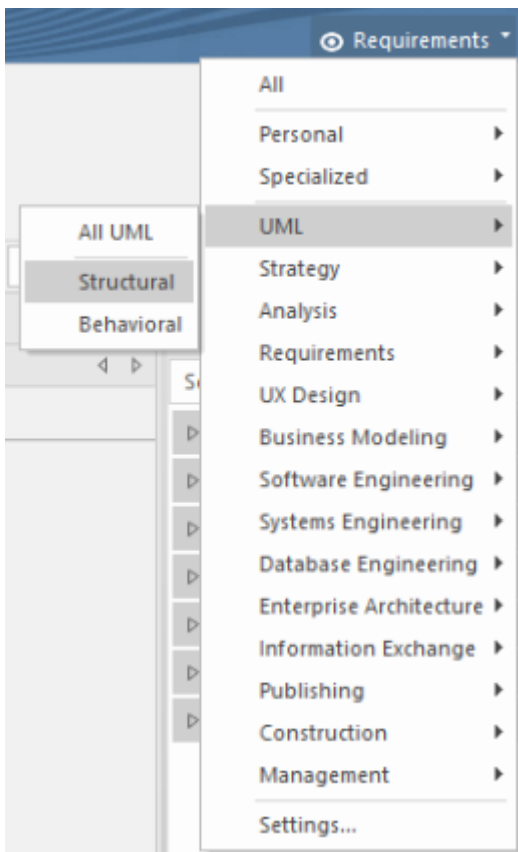 Requirements
All
Personal
Specialized
UML
Strategy
Analysis
Requirements
UX Design
Business Modeling
Software Engineering
Systems Engineering
Database Engineering
Enterprise Architecture
Information Exchange
Publishing
Construction
Management
Settings...
All UML
Structural
Behavioral